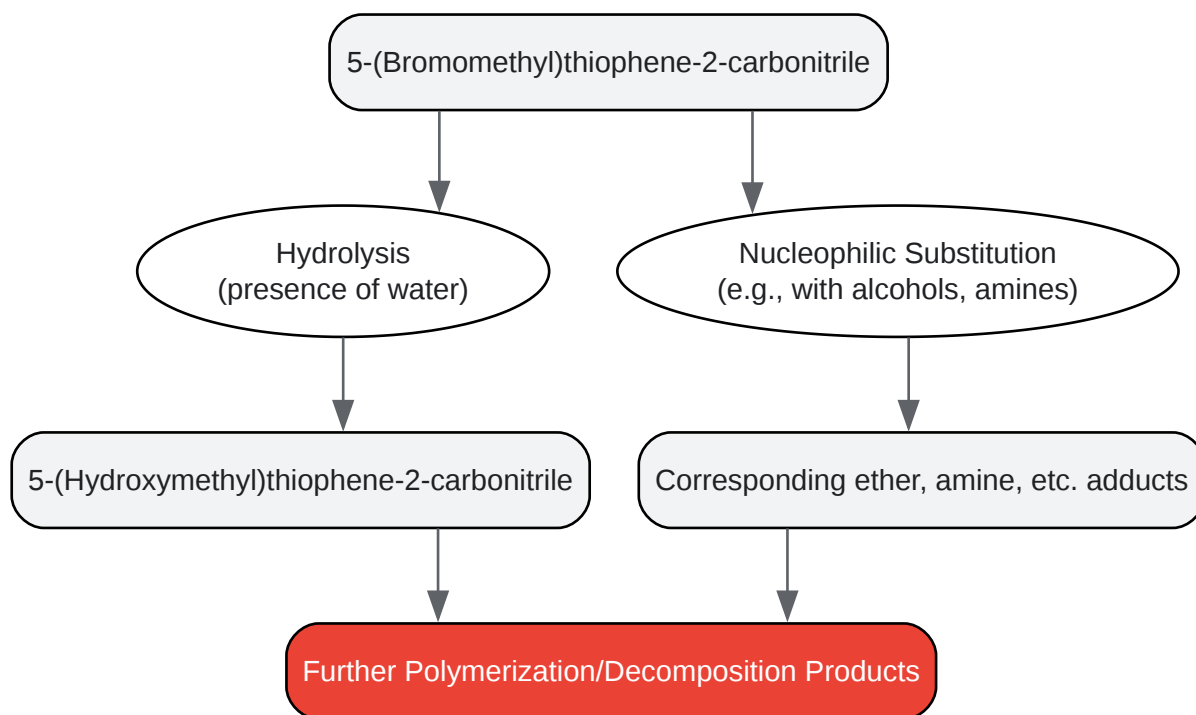 5-(Bromomethyl)thiophene-2-carbonitrile
Hydrolysis
(presence of water)
Nucleophilic Substitution
(e.g., with alcohols, amines)
5-(Hydroxymethyl)thiophene-2-carbonitrile
Corresponding ether, amine, etc. adducts
Further Polymerization/Decomposition Products